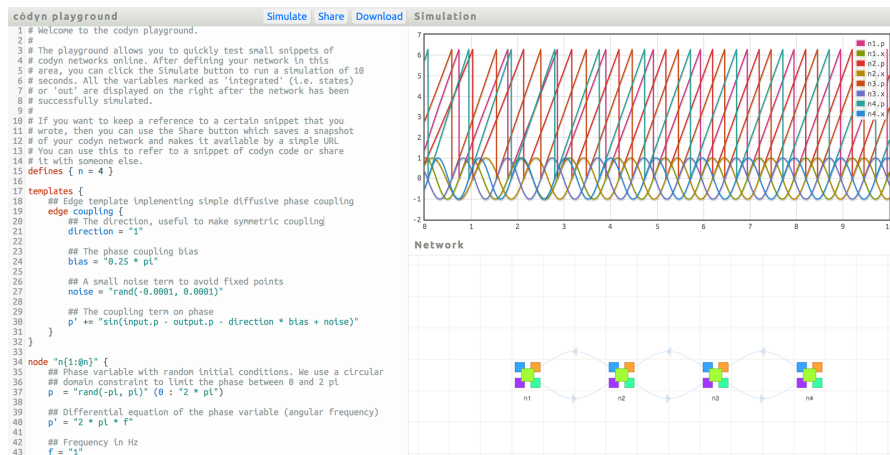 códyn playground Simulate Share Download
1 # Welcome to the codyn playground.
2 #
3 # The playground allows you to quickly test small snippets of
4 # codyn networks online. After defining your network in this
5 # area, you can click the Simulate button to run a simulation of 10
6 # seconds. All the variables marked as 'integrated' (i.e. states)
7 # or 'out' are displayed on the right after the network has been
8 # successfully simulated.
9 #
10 # If you want to keep a reference to a certain snippet that you
11 # wrote, then you can use the Share button which saves a snapshot
12 # of your codyn network and makes it available by a simple URL
13 # You can use this to refer to a snippet of codyn code or share
14 # it with someone else.
15 defines { n = 4 }
16
17 templates {
18 ## Edge template implementing simple diffusive phase coupling
19 edge coupling {
20 ## The direction, useful to make symmetric coupling
21 direction = "1"
22
23 ## The phase coupling bias
24 bias = "0.25 * pi"
25
26 ## A small noise term to avoid fixed points
27 noise = "rand(-0.0001, 0.0001)"
28
29 ## The coupling term on phase
30 p' += "sin(input.p - output.p - direction * bias + noise)"
31 }
32 }
33
34 node "n{1:@n}" {
35 ## Phase variable with random initial conditions. We use a circular
36 ## domain constraint to limit the phase between 0 and 2 pi
37 p = "rand(-pi, pi)" (0 : "2 * pi")
38
39 ## Differential equation of the phase variable (angular frequency)
40 p' = "2 * pi * f"
41
42 ## Frequency in Hz
43 f = "1"
Simulation
7
6
5
4
3
2
1
0
-1
-2
0 1 2 3 4 5 6 7 8 9 10
n1.p
n1.x
n2.p
n2.x
n3.p
n3.x
n4.p
n4.x
Network
n1 n2 n3 n4